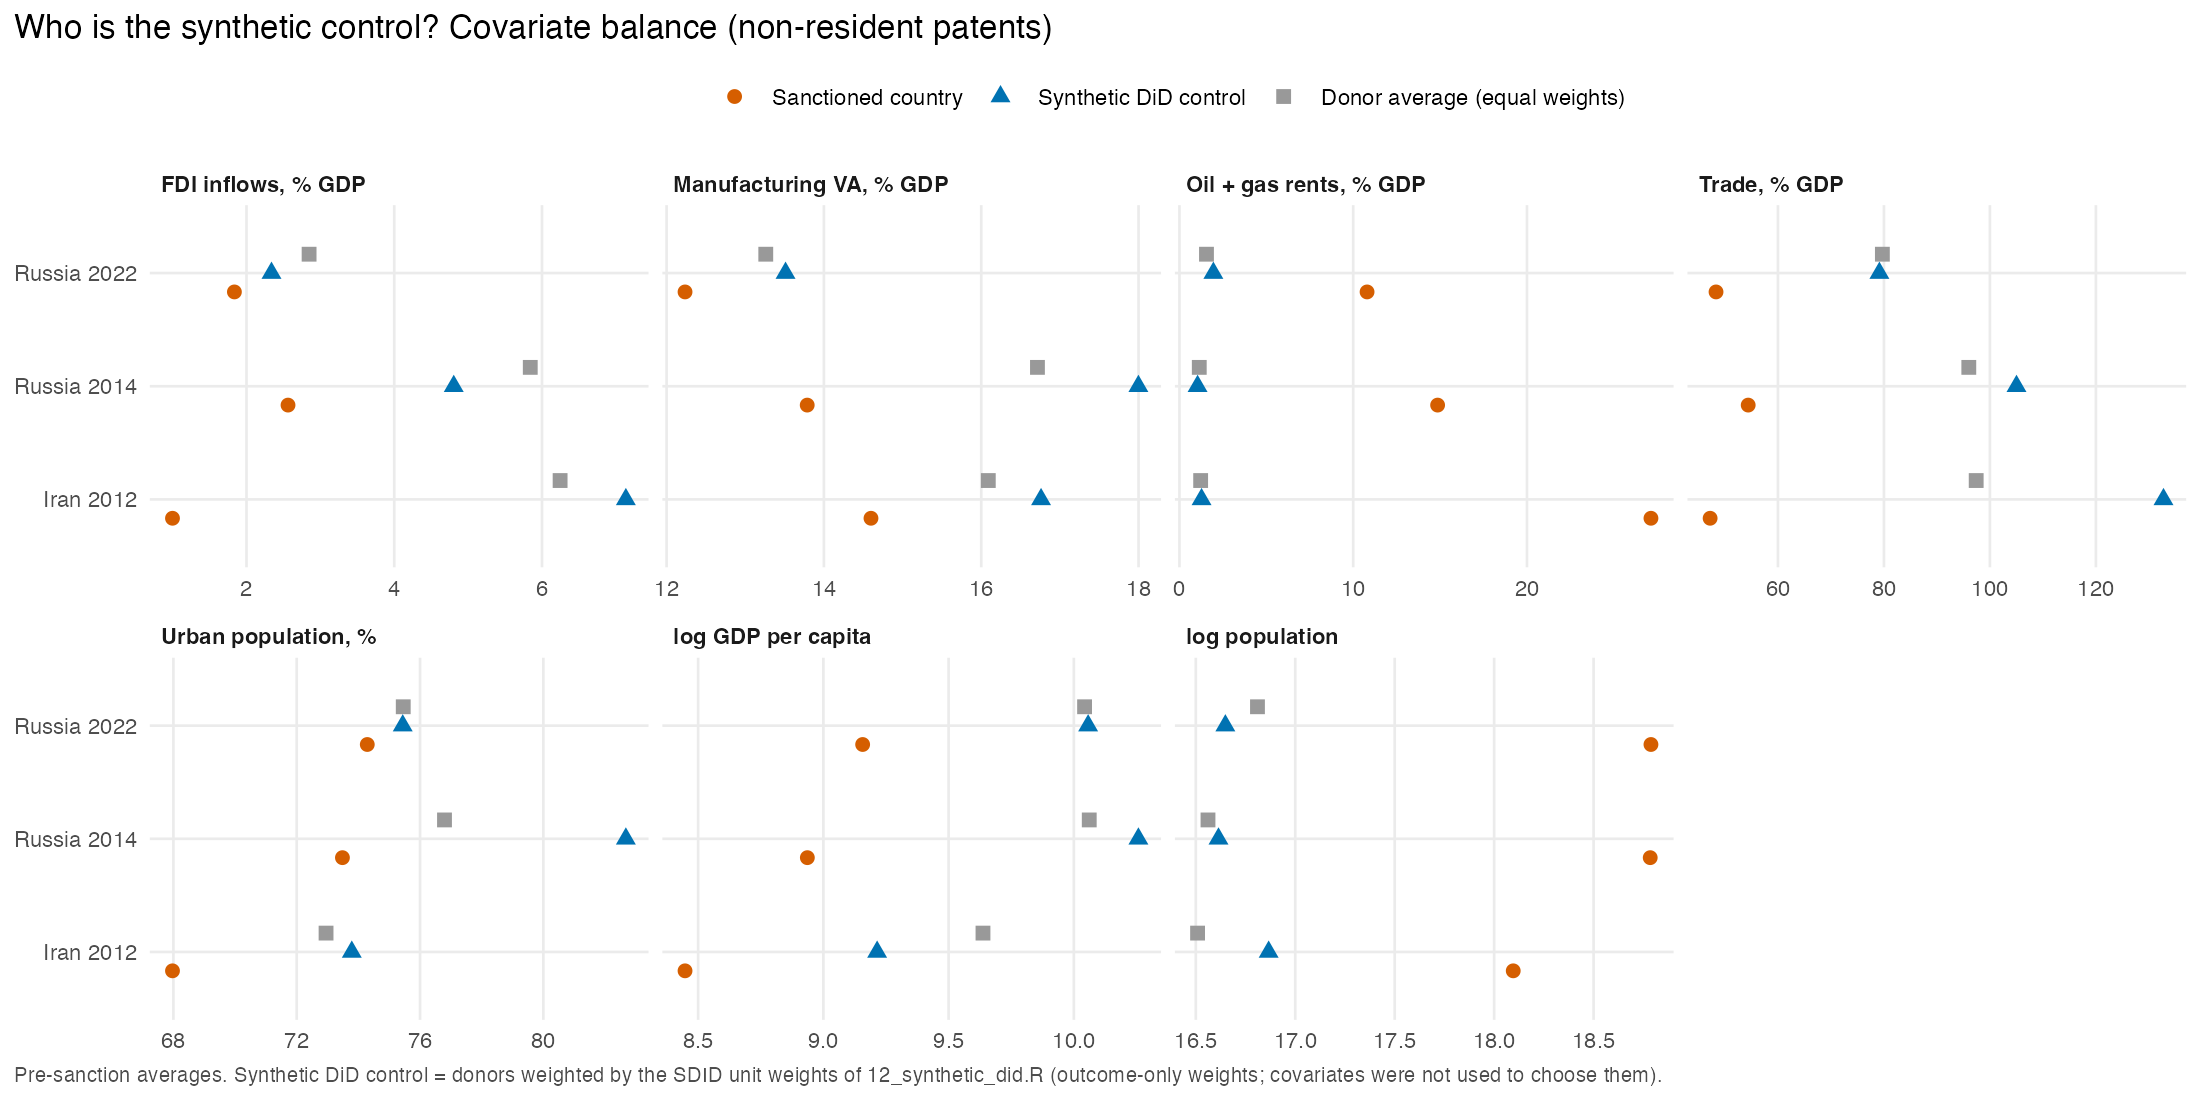 Who is the synthetic control? Covariate balance (non-resident patents)
Sanctioned country Synthetic DiD control Donor average (equal weights)
FDI inflows, % GDP Manufacturing VA, % GDP Oil + gas rents, % GDP Trade, % GDP
Russia 2022
Russia 2014
Iran 2012
2 4 6 12 14 16 18 0 10 20 60 80 100 120
Urban population, % log GDP per capita log population
Russia 2022
Russia 2014
Iran 2012
68 72 76 80 8.5 9.0 9.5 10.0 16.5 17.0 17.5 18.0 18.5
Pre-sanction averages. Synthetic DiD control = donors weighted by the SDID unit weights of 12_synthetic_did.R (outcome-only weights; covariates were not used to choose them).